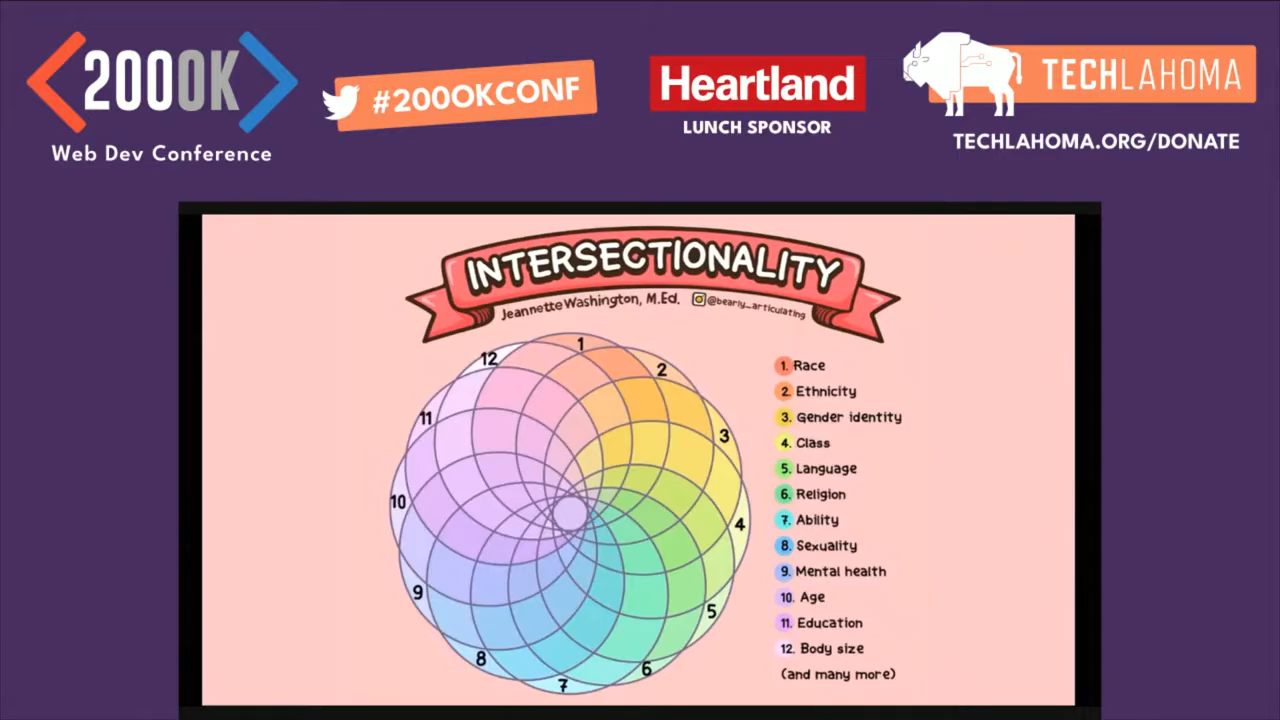 200OK
Web Dev Conference
#200OKCONF
Heartland
LUNCH SPONSOR
TECHLAHOMA
TECHLAHOMA.ORG/DONATE
INTERSECTIONALITY
Jeannette Washington, M.Ed. @bearly_articulating
1
2
3
4
5
6
7
8
9
10
11
12
1. Race
2. Ethnicity
3. Gender identity
4. Class
5. Language
6. Religion
7. Ability
8. Sexuality
9. Mental health
10. Age
11. Education
12. Body size
(and many more)